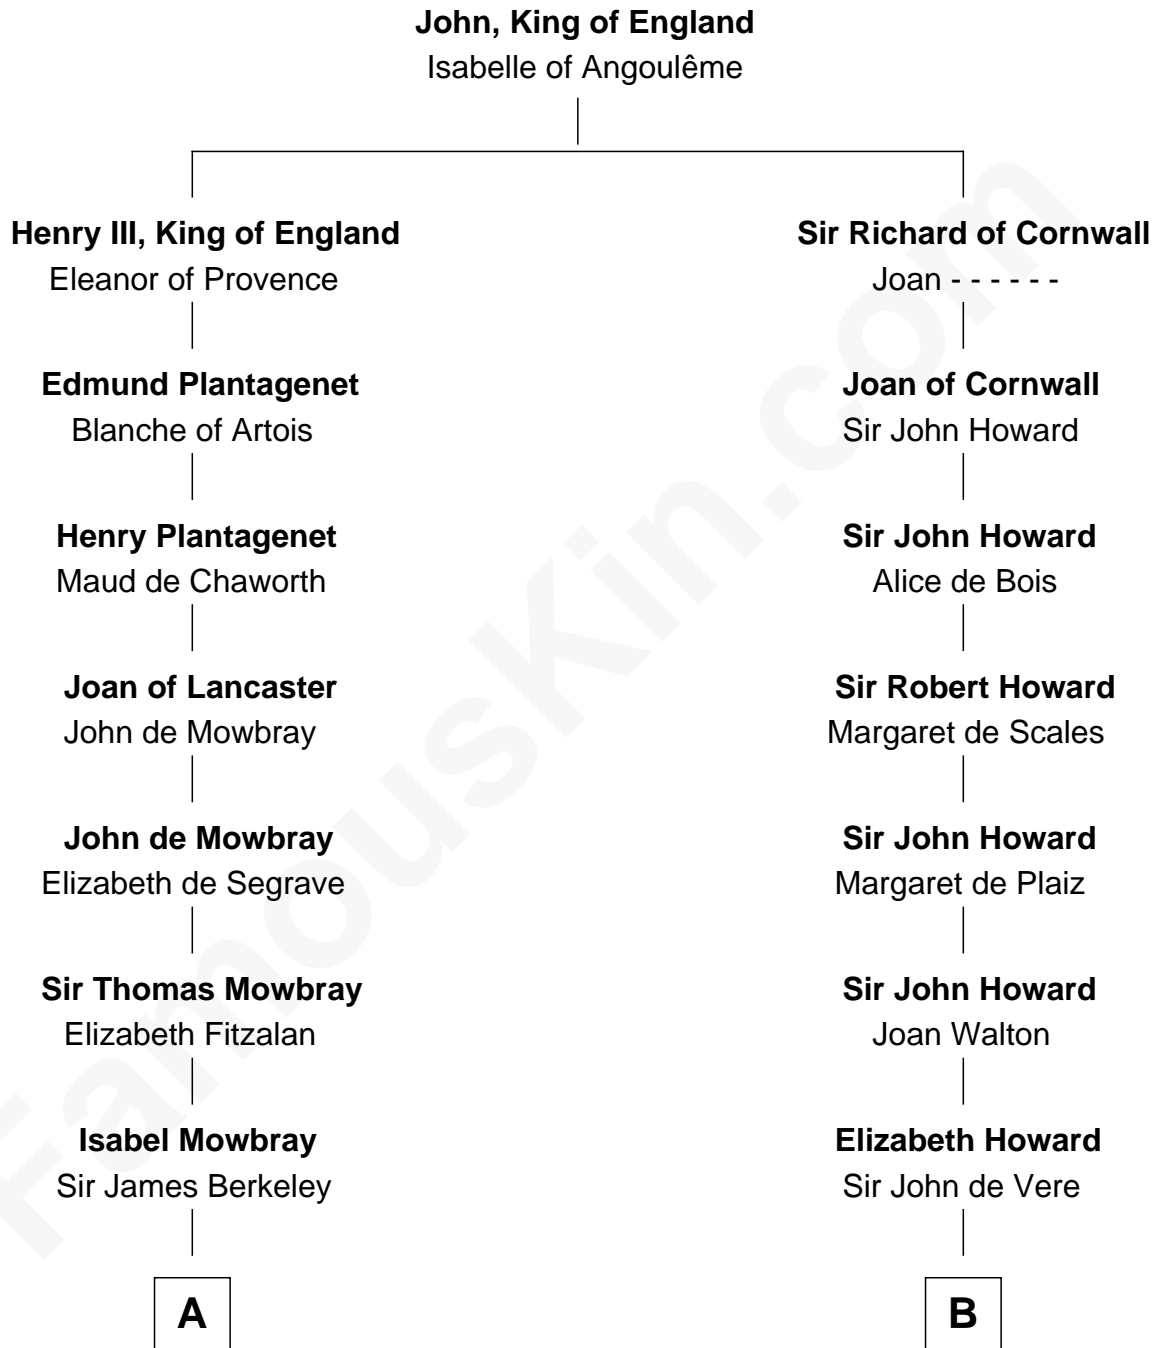 John, King of England
Isabelle of Angoulême
Henry III, King of England
Eleanor of Provence
Sir Richard of Cornwall
Joan - - - - - -
Edmund Plantagenet
Blanche of Artois
Joan of Cornwall
Sir John Howard
Henry Plantagenet
Maud de Chaworth
Sir John Howard
Alice de Bois
Joan of Lancaster
John de Mowbray
Sir Robert Howard
Margaret de Scales
John de Mowbray
Elizabeth de Segrave
Sir John Howard
Margaret de Plaiz
Sir Thomas Mowbray
Elizabeth Fitzalan
Sir John Howard
Joan Walton
Isabel Mowbray
Sir James Berkeley
Elizabeth Howard
Sir John de Vere
A
B
FamousKin.com